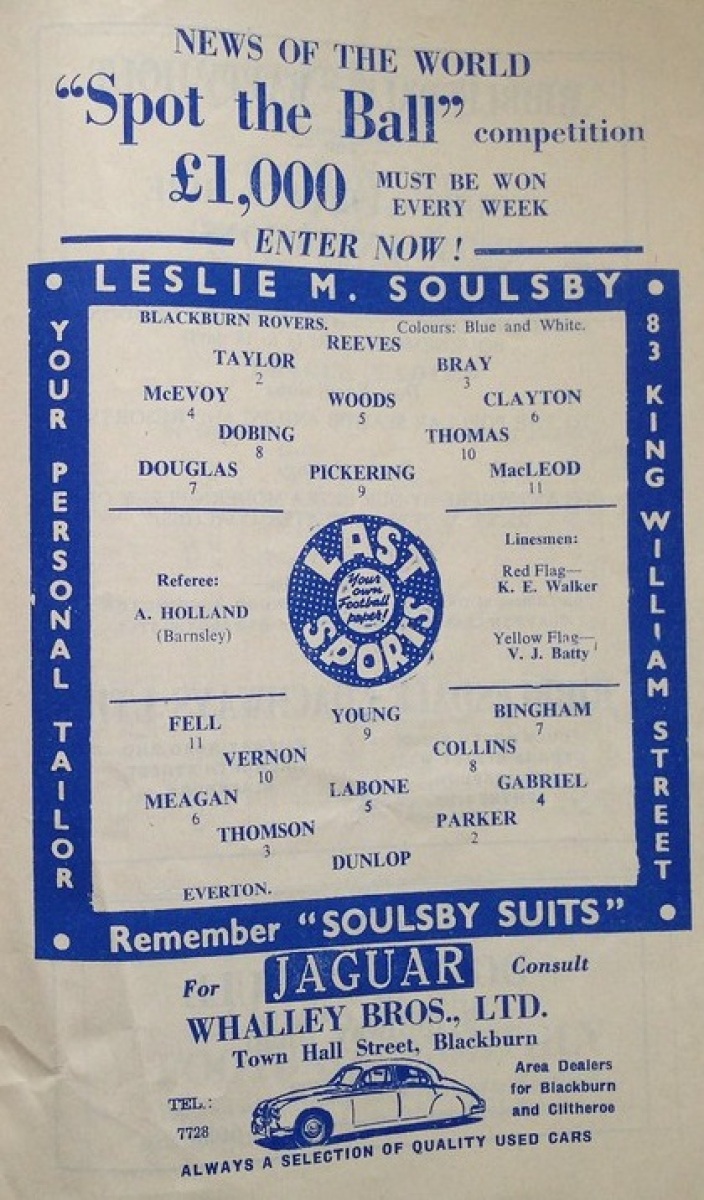 NEWS OF THE WORLD
“Spot the Ball” competition
£1,000 MUST BE WON
EVERY WEEK
ENTER NOW!
• LESLIE M. SOULSBY •
YOUR PERSONAL TAILOR
83 KING WILLIAM STREET
BLACKBURN ROVERS. Colours: Blue and White.
REEVES
TAYLOR BRAY
2 3
McEVOY WOODS CLAYTON
4 5 6
DOBING THOMAS
8 10
DOUGLAS PICKERING MacLEOD
7 9 11
Referee:
A. HOLLAND
(Barnsley)
LAST
Your
own
Football
paper!
SPORTS
Linesmen:
Red Flag—
K. E. Walker
Yellow Flag—
V. J. Batty
FELL YOUNG BINGHAM
11 9 7
VERNON COLLINS
10 8
MEAGAN LABONE GABRIEL
6 5 4
THOMSON PARKER
3 2
DUNLOP
EVERTON.
• Remember “SOULSBY SUITS” •
For JAGUAR Consult
WHALLEY BROS., LTD.
Town Hall Street, Blackburn
TEL.:
7728
Area Dealers
for Blackburn
and Clitheroe
ALWAYS A SELECTION OF QUALITY USED CARS